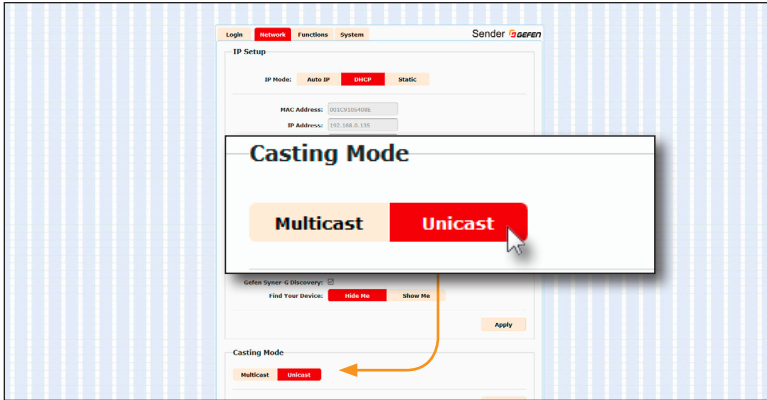 Login Network Functions System Sender GEFEN
IP Setup
IP Mode: Auto IP DHCP Static
MAC Address:
IP Address: 192.168.0.135
Casting Mode
Multicast Unicast
Gefen Syner-G Discovery:
Find Your Device: Hide Me Show Me
Apply
Casting Mode
Multicast Unicast